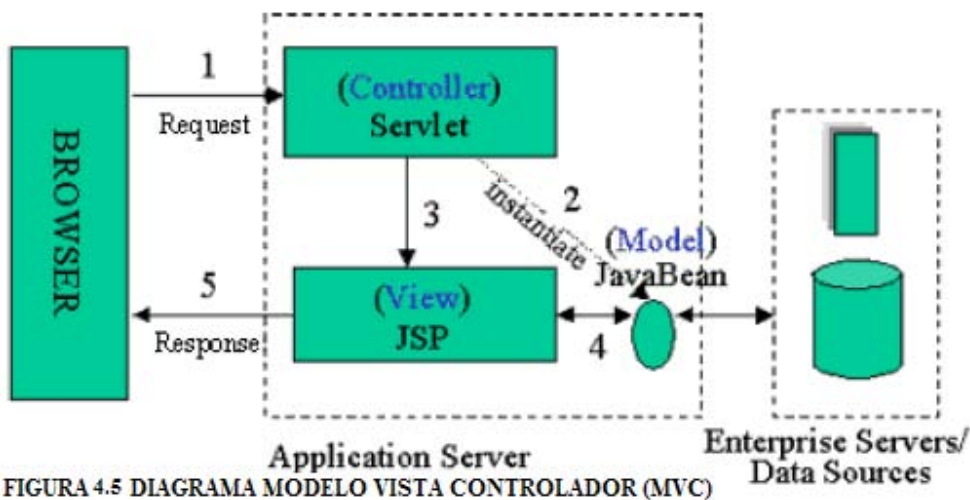 BROWSER
1
Request
(Controller)
Servlet
2
instantiate
3
(Model)
JavaBean
(View)
JSP
4
5
Response
Application Server
Enterprise Servers/
Data Sources
FIGURA 4.5 DIAGRAMA MODELO VISTA CONTROLADOR (MVC)